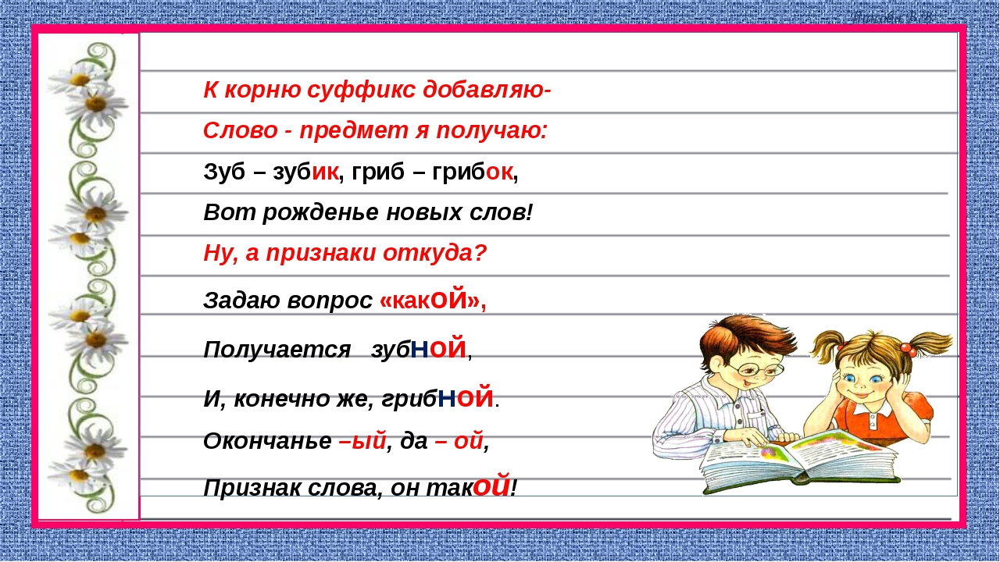 К корню суффикс добавляю-
Слово - предмет я получаю:
Зуб – зубик, гриб – грибок,
Вот рожденье новых слов!
Ну, а признаки откуда?
Задаю вопрос «какой»,
Получается зубной,
И, конечно же, грибной.
Окончанье –ый, да – ой,
Признак слова, он такой!